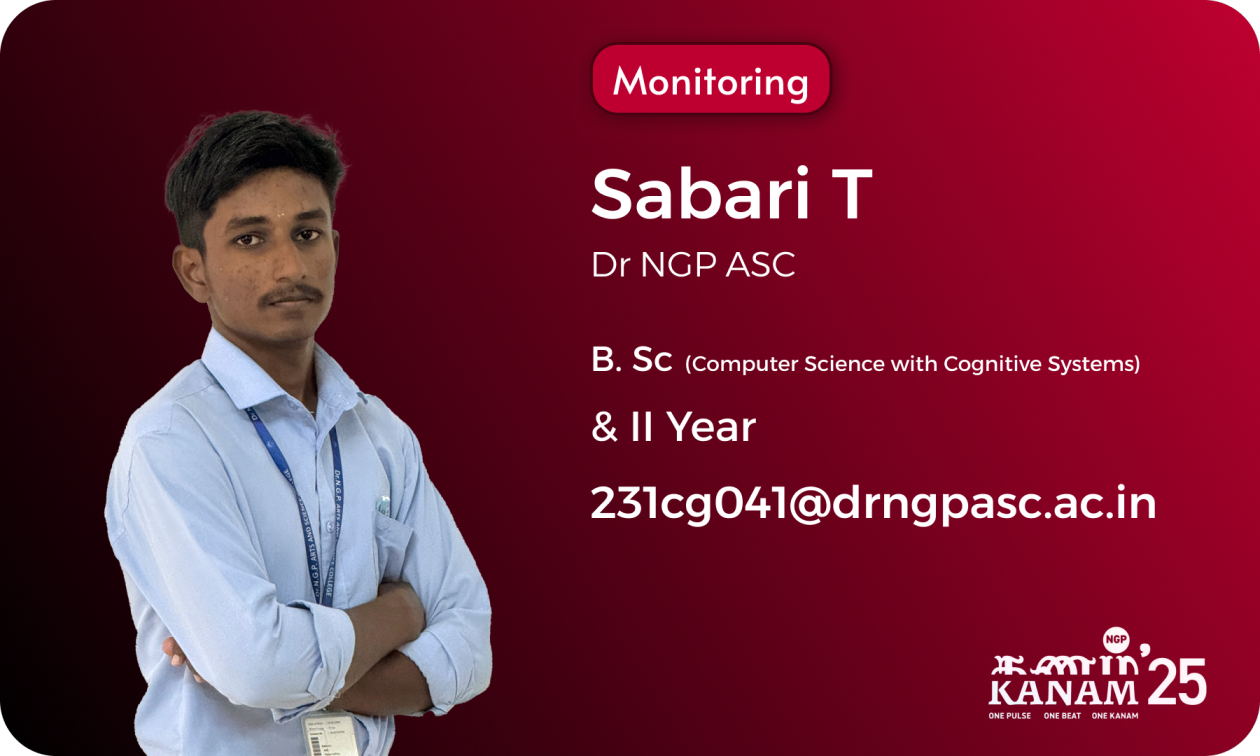 Monitoring
Sabari T
Dr NGP ASC
B. Sc (Computer Science with Cognitive Systems)
& II Year
231cg041@drngpasc.ac.in
NGP
KANAM'25
ONE PULSE ONE BEAT ONE KANAM